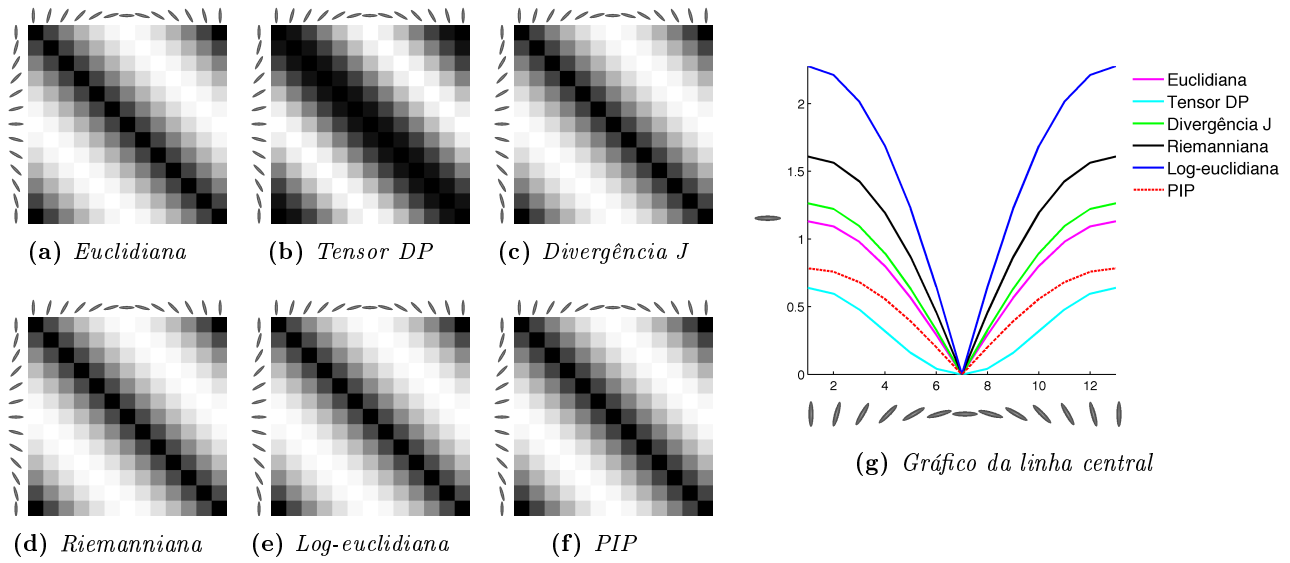 (a) Euclidiana
(b) Tensor DP
(c) Divergência J
(d) Riemanniana
(e) Log-euclidiana
(f) PIP
2
1.5
1
0.5
0
2 4 6 8 10 12
Euclidiana
Tensor DP
Divergência J
Riemanniana
Log-euclidiana
PIP
(g) Gráfico da linha central